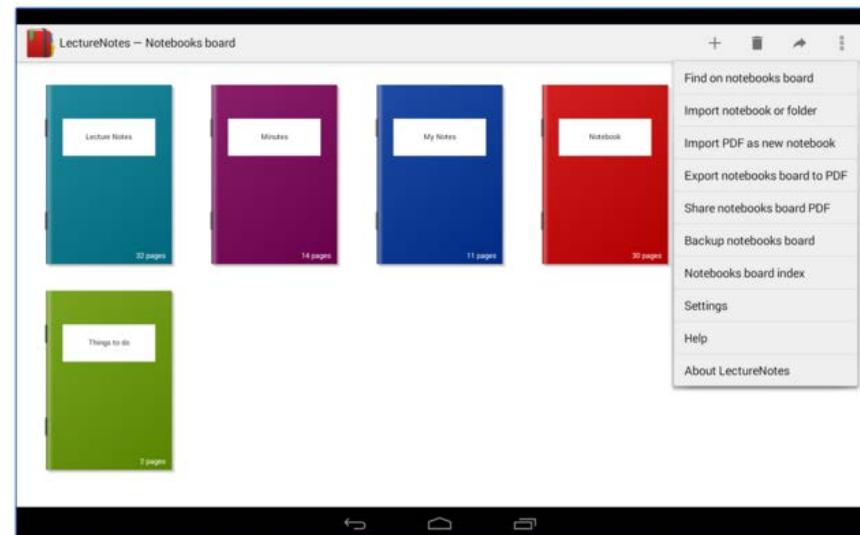 LectureNotes — Notebooks board
Find on notebooks board
Import notebook or folder
Import PDF as new notebook
Export notebooks board to PDF
Share notebooks board PDF
Backup notebooks board
Notebooks board index
Settings
Help
About LectureNotes
Lecture Notes
32 pages
Minutes
14 pages
My Notes
11 pages
Notebook
30 pages
Things to do
pages